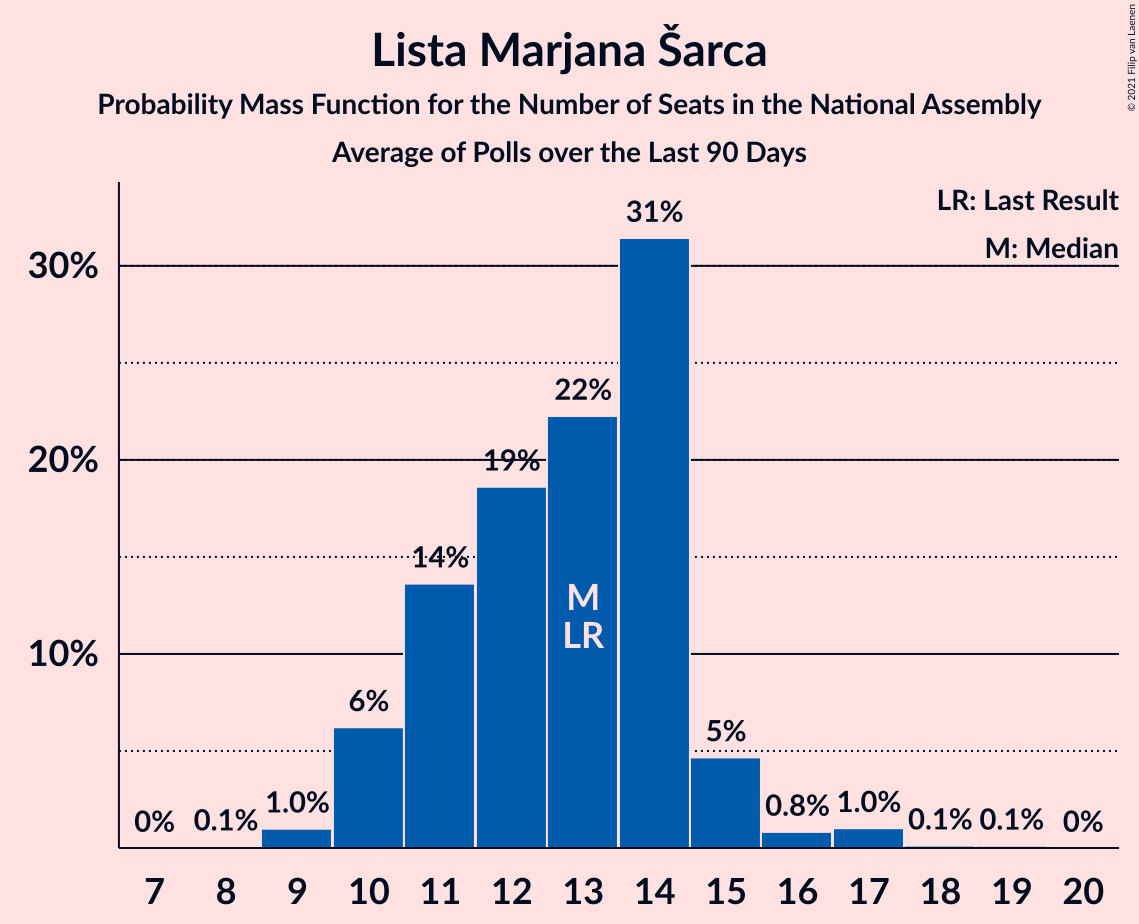 Lista Marjana Šarca
Probability Mass Function for the Number of Seats in the National Assembly
Average of Polls over the Last 90 Days
© 2021 Filip van Laenen
LR: Last Result
M: Median
30%
20%
10%
0%
0.1%
1.0%
6%
14%
19%
22%
31%
5%
0.8%
1.0%
0.1%
0.1%
0%
M
LR
7 8 9 10 11 12 13 14 15 16 17 18 19 20